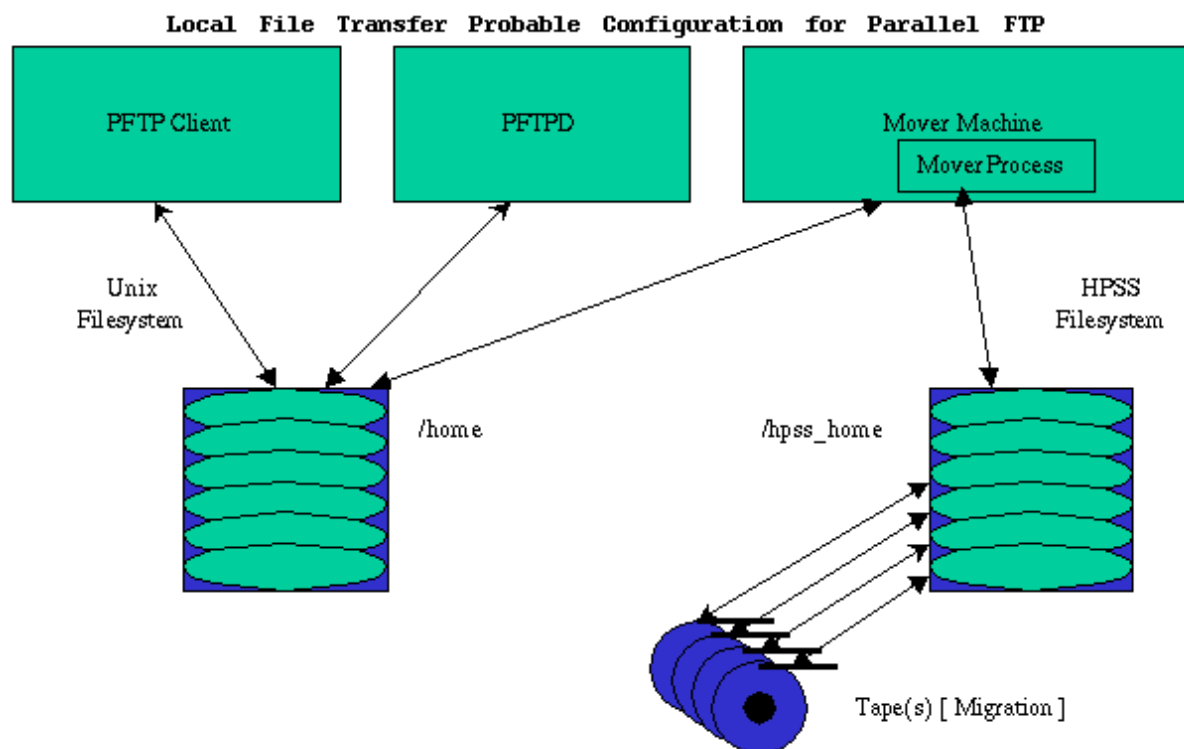 Local File Transfer Probable Configuration for Parallel FTP
PFTP Client
PFTPD
Mover Machine
Mover Process
Unix
Filesystem
HPSS
Filesystem
/home
/hpss_home
Tape(s) [ Migration ]